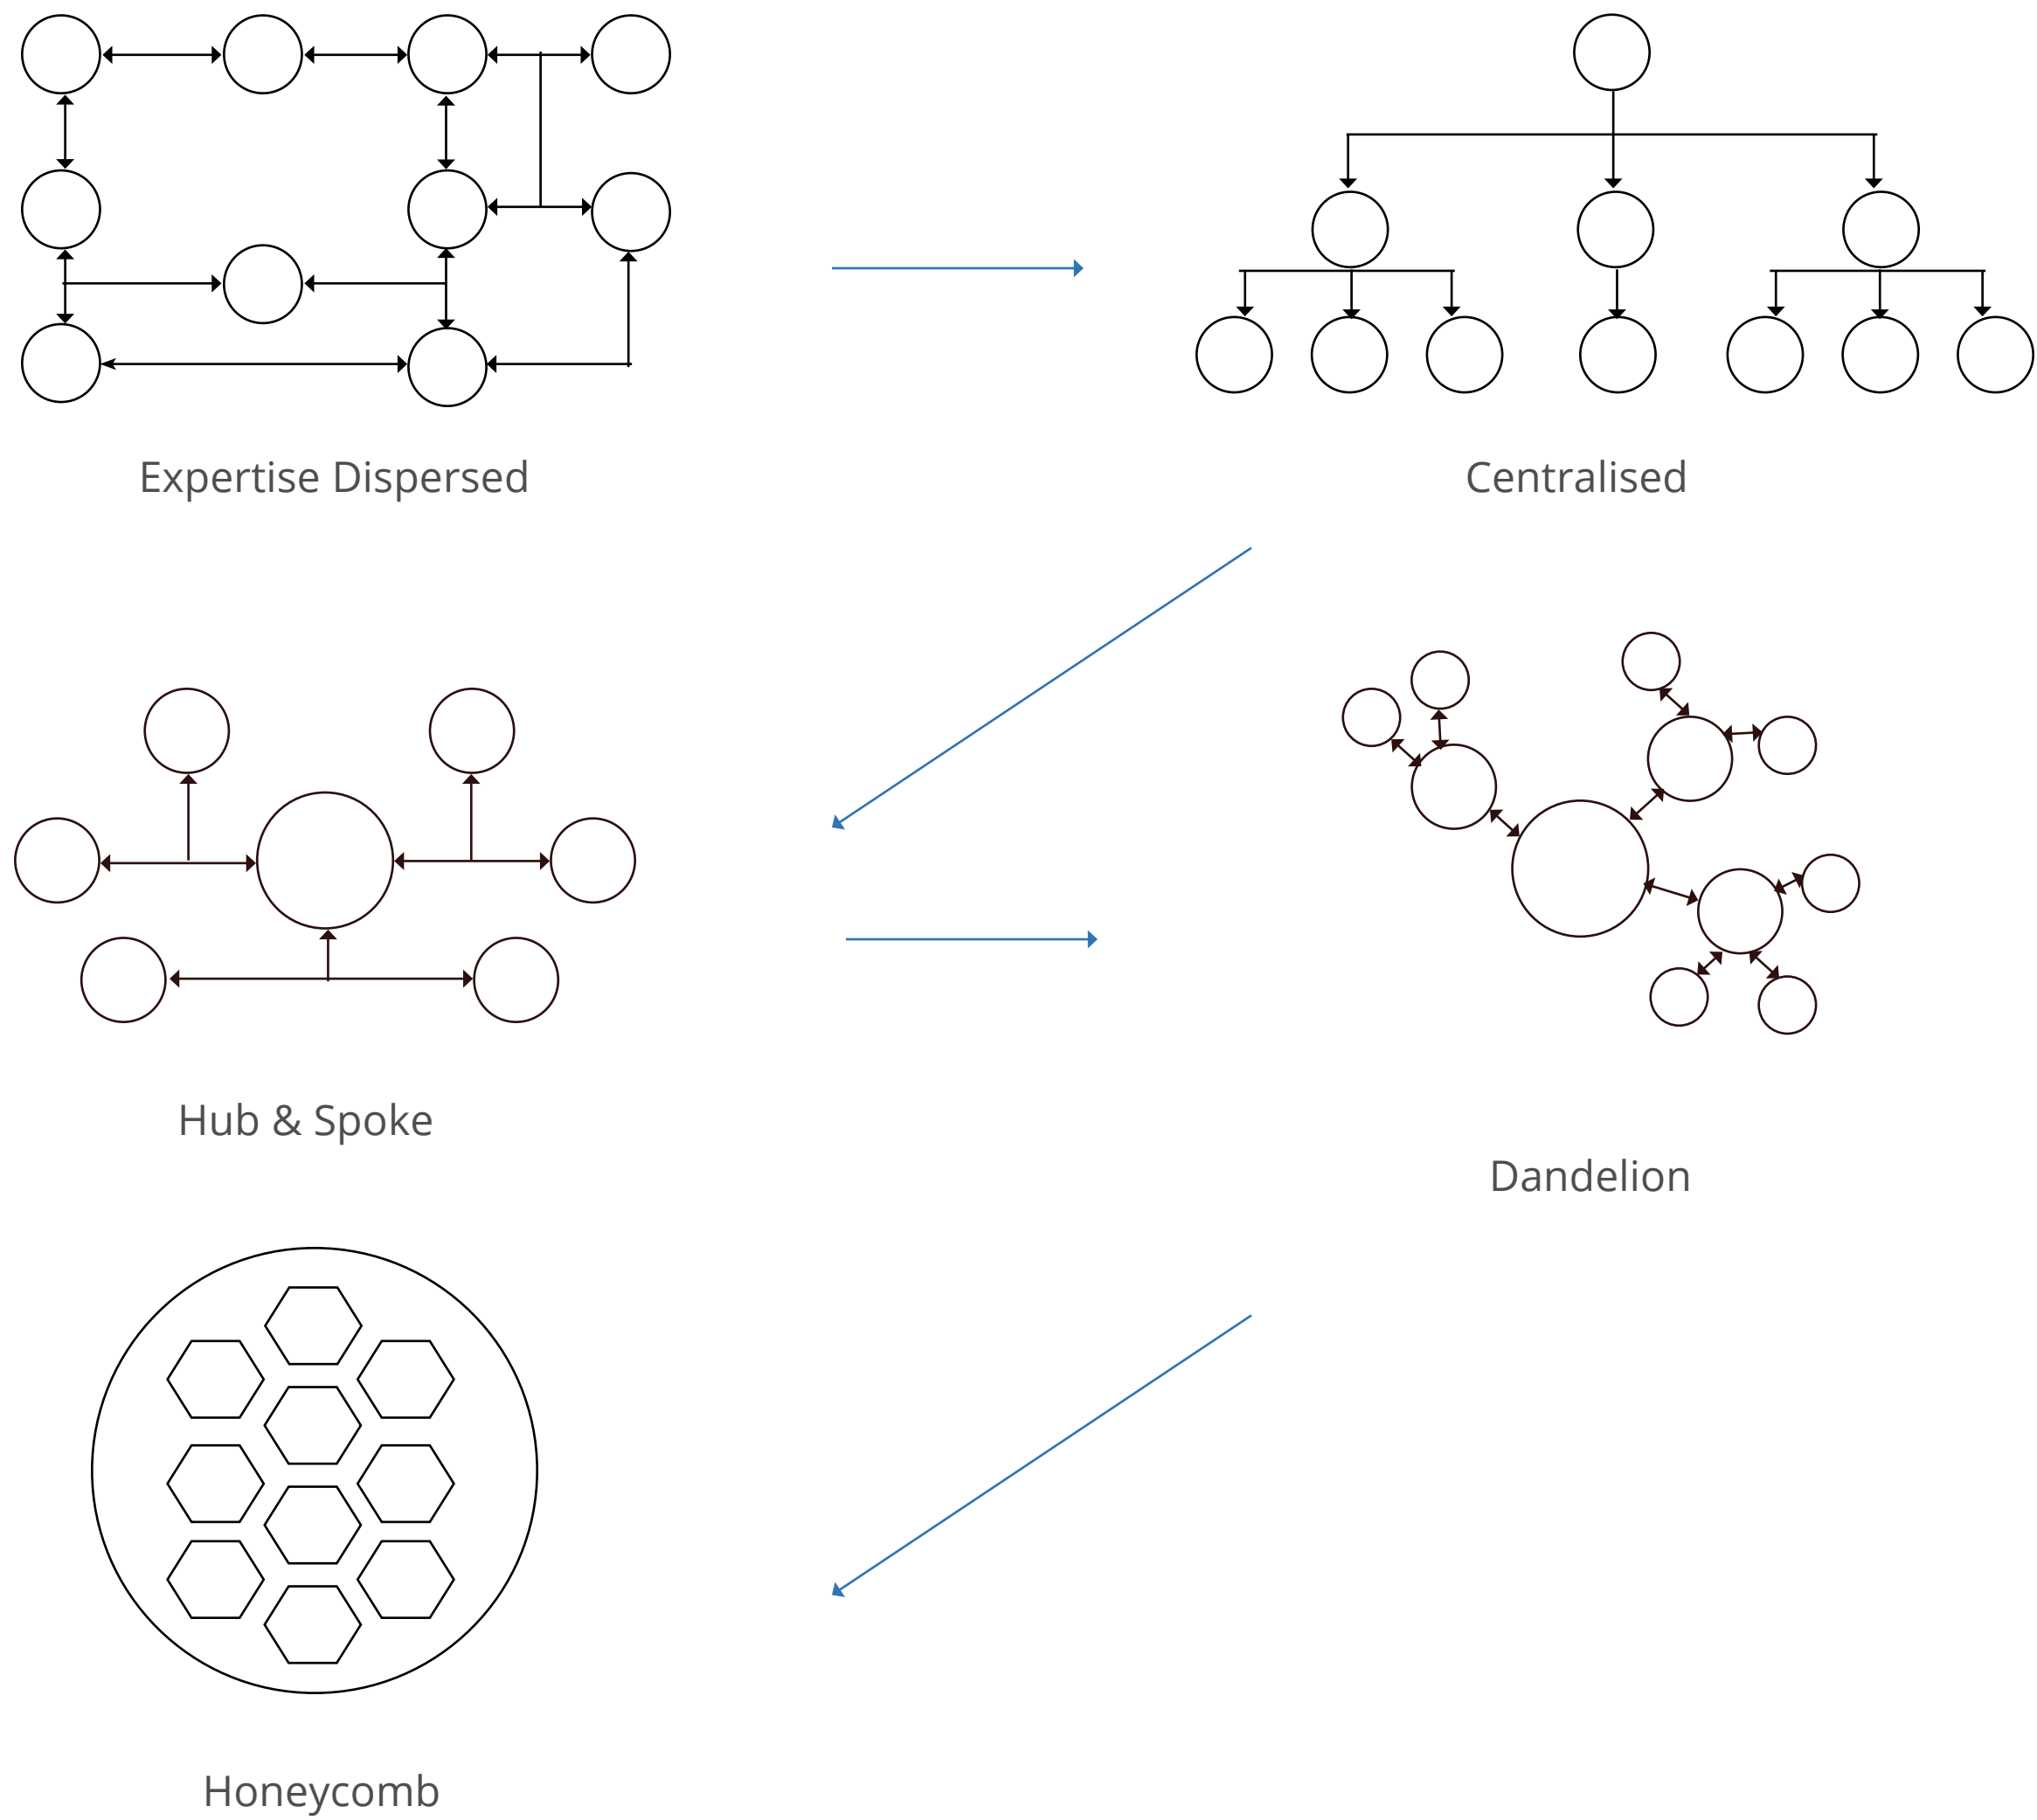 Expertise Dispersed
Centralised
Hub & Spoke
Dandelion
Honeycomb